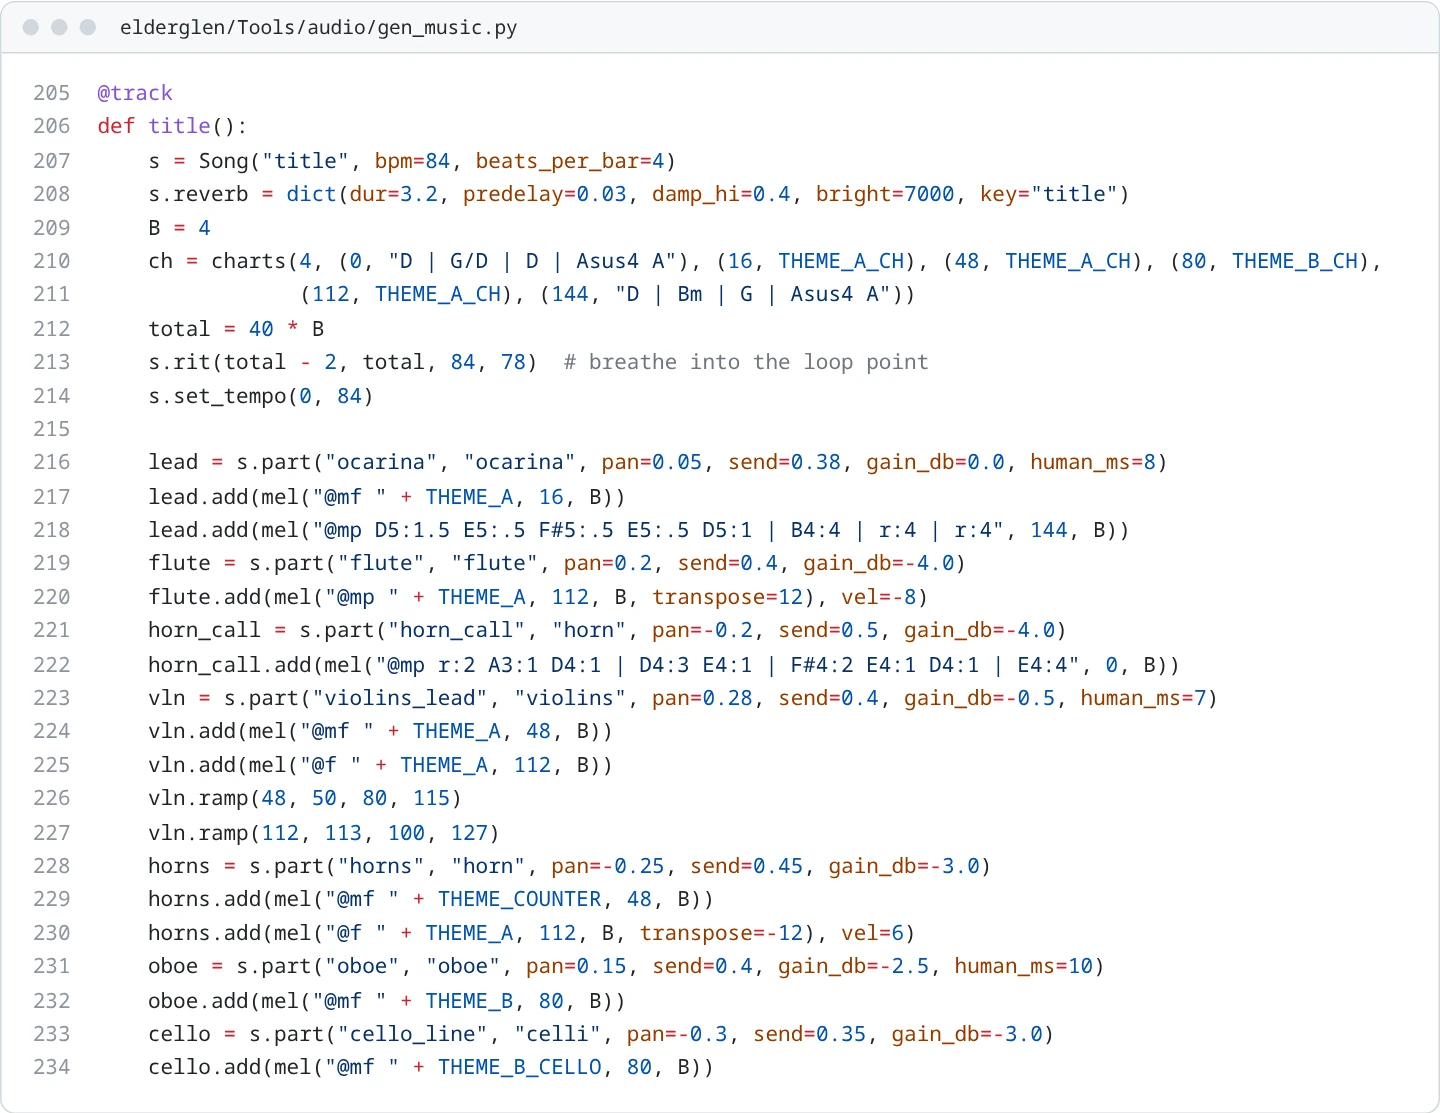 elderglen/Tools/audio/gen_music.py
205 @track
206 def title():
207     s = Song("title", bpm=84, beats_per_bar=4)
208     s.reverb = dict(dur=3.2, predelay=0.03, damp_hi=0.4, bright=7000, key="title")
209     B = 4
210     ch = charts(4, (0, "D | G/D | D | Asus4 A"), (16, THEME_A_CH), (48, THEME_A_CH), (80, THEME_B_CH),
211                 (112, THEME_A_CH), (144, "D | Bm | G | Asus4 A"))
212     total = 40 * B
213     s.rit(total - 2, total, 84, 78)  # breathe into the loop point
214     s.set_tempo(0, 84)
215
216     lead = s.part("ocarina", "ocarina", pan=0.05, send=0.38, gain_db=0.0, human_ms=8)
217     lead.add(mel("@mf " + THEME_A, 16, B))
218     lead.add(mel("@mp D5:1.5 E5:.5 F#5:.5 E5:.5 D5:1 | B4:4 | r:4 | r:4", 144, B))
219     flute = s.part("flute", "flute", pan=0.2, send=0.4, gain_db=-4.0)
220     flute.add(mel("@mp " + THEME_A, 112, B, transpose=12), vel=-8)
221     horn_call = s.part("horn_call", "horn", pan=-0.2, send=0.5, gain_db=-4.0)
222     horn_call.add(mel("@mp r:2 A3:1 D4:1 | D4:3 E4:1 | F#4:2 E4:1 D4:1 | E4:4", 0, B))
223     vln = s.part("violins_lead", "violins", pan=0.28, send=0.4, gain_db=-0.5, human_ms=7)
224     vln.add(mel("@mf " + THEME_A, 48, B))
225     vln.add(mel("@f " + THEME_A, 112, B))
226     vln.ramp(48, 50, 80, 115)
227     vln.ramp(112, 113, 100, 127)
228     horns = s.part("horns", "horn", pan=-0.25, send=0.45, gain_db=-3.0)
229     horns.add(mel("@mf " + THEME_COUNTER, 48, B))
230     horns.add(mel("@f " + THEME_A, 112, B, transpose=-12), vel=6)
231     oboe = s.part("oboe", "oboe", pan=0.15, send=0.4, gain_db=-2.5, human_ms=10)
232     oboe.add(mel("@mf " + THEME_B, 80, B))
233     cello = s.part("cello_line", "celli", pan=-0.3, send=0.35, gain_db=-3.0)
234     cello.add(mel("@mf " + THEME_B_CELLO, 80, B))